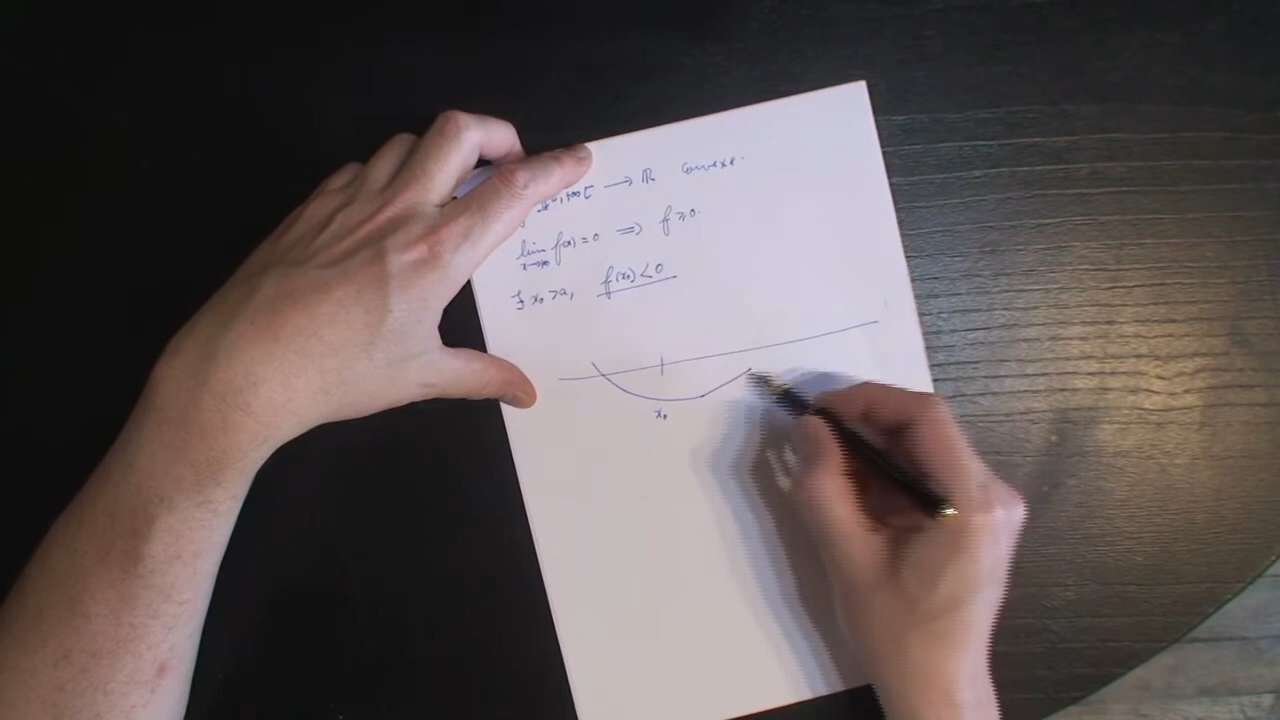 → ℝ convexe.
lim f(x) = 0 ⇒ f ≥ 0.
x→+∞
∃ x₀ > a, f(x₀) < 0
x₀